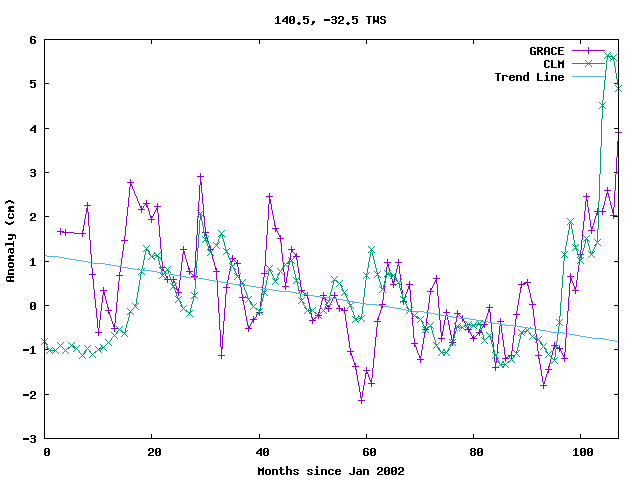 140.5, -32.5 TWS
GRACE
CLM
Trend Line
6
5
4
3
2
1
0
-1
-2
-3
Anomaly (cm)
0 20 40 60 80 100
Months since Jan 2002